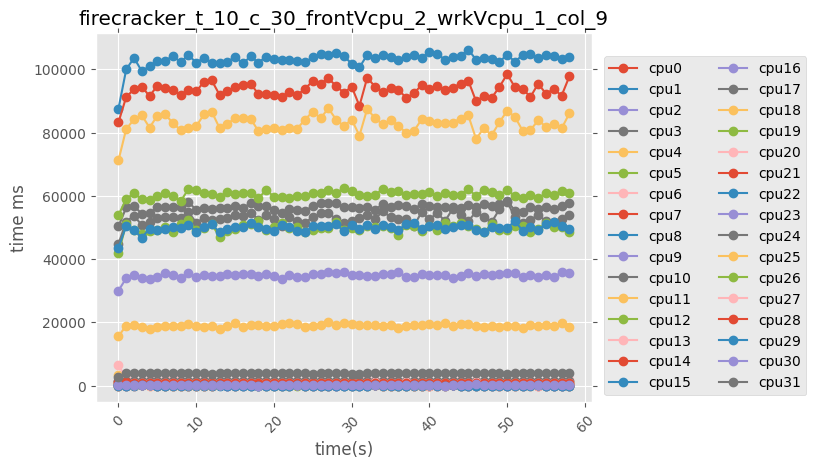 firecracker_t_10_c_30_frontVcpu_2_wrkVcpu_1_col_9
time ms
100000
80000
60000
40000
20000
0
0
10
20
30
40
50
60
time(s)
cpu0
cpu1
cpu2
cpu3
cpu4
cpu5
cpu6
cpu7
cpu8
cpu9
cpu10
cpu11
cpu12
cpu13
cpu14
cpu15
cpu16
cpu17
cpu18
cpu19
cpu20
cpu21
cpu22
cpu23
cpu24
cpu25
cpu26
cpu27
cpu28
cpu29
cpu30
cpu31